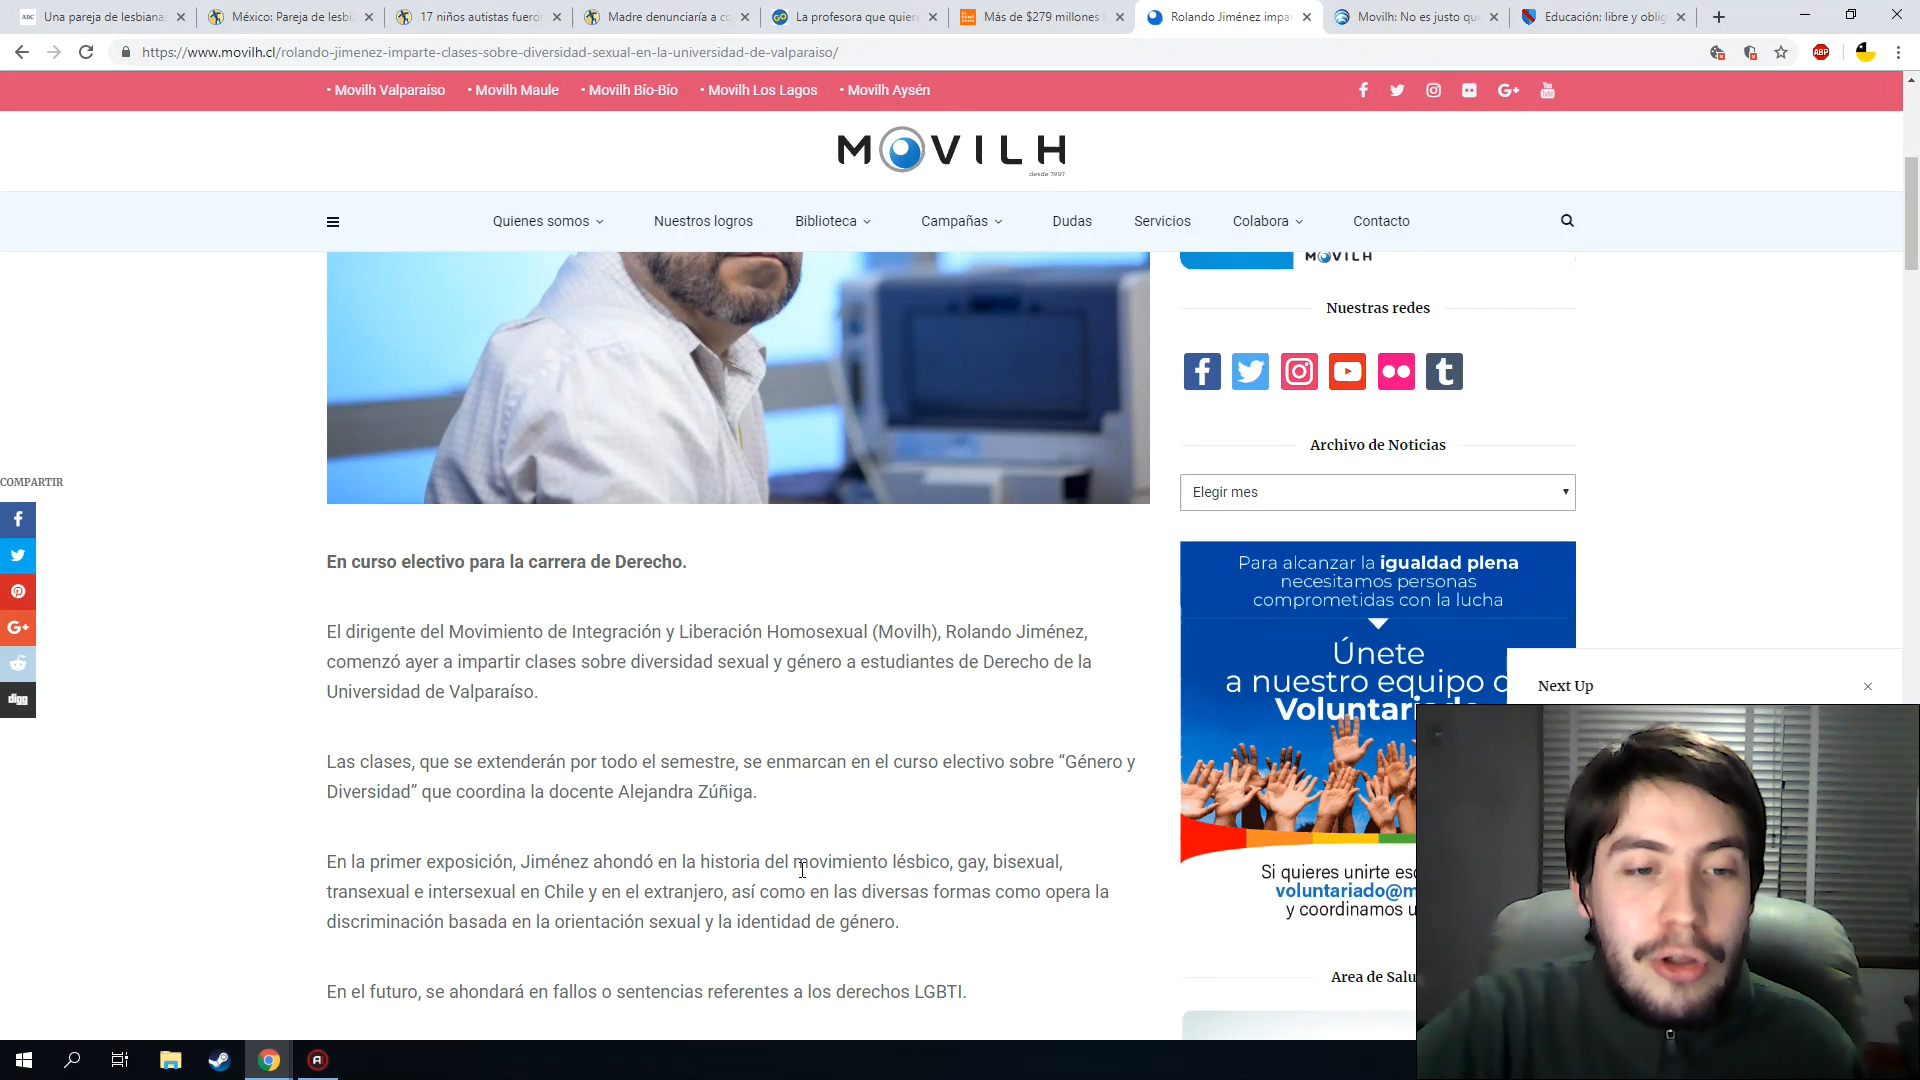 ABC Una pareja de lesbiana
México: Pareja de lesbi
17 niños autistas fuero
Madre denunciaría a co
GO La profesora que quiere
Más de $279 millones
Rolando Jiménez impa
Movilh: No es justo qu
Educación: libre y oblig
https://www.movilh.cl/rolando-jimenez-imparte-clases-sobre-diversidad-sexual-en-la-universidad-de-valparaiso/
ABP
• Movilh Valparaíso • Movilh Maule • Movilh Bío-Bío • Movilh Los Lagos • Movilh Aysén
MOVILH
desde 1991
Quienes somos Nuestros logros Biblioteca Campañas Dudas Servicios Colabora Contacto
MOVILH
Nuestras redes
Archivo de Noticias
Elegir mes
COMPARTIR
digg
En curso electivo para la carrera de Derecho.
El dirigente del Movimiento de Integración y Liberación Homosexual (Movilh), Rolando Jiménez,
comenzó ayer a impartir clases sobre diversidad sexual y género a estudiantes de Derecho de la
Universidad de Valparaíso.
Las clases, que se extenderán por todo el semestre, se enmarcan en el curso electivo sobre “Género y
Diversidad” que coordina la docente Alejandra Zúñiga.
En la primer exposición, Jiménez ahondó en la historia del movimiento lésbico, gay, bisexual,
transexual e intersexual en Chile y en el extranjero, así como en las diversas formas como opera la
discriminación basada en la orientación sexual y la identidad de género.
En el futuro, se ahondará en fallos o sentencias referentes a los derechos LGBTI.
Para alcanzar la igualdad plena
necesitamos personas
comprometidas con la lucha
Únete
a nuestro equipo d
Voluntariado
Si quieres unirte es
voluntariado@m
y coordinamos u
Next Up
Area de Salu